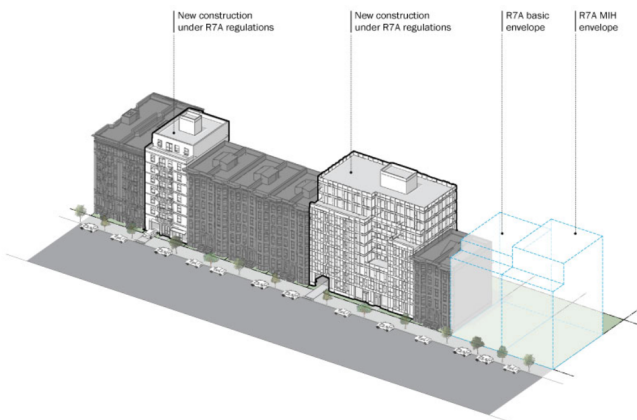 New construction
under R7A regulations
New construction
under R7A regulations
R7A basic
envelope
R7A MIH
envelope